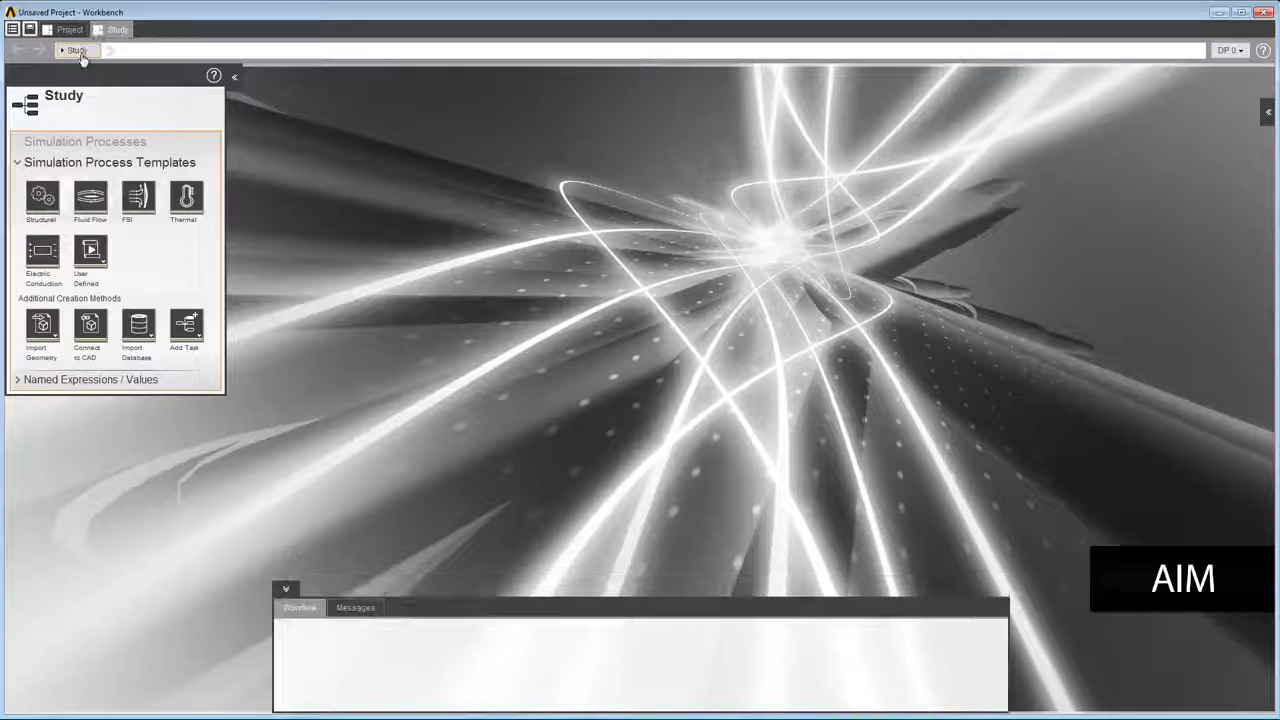 Unsaved Project - Workbench
Project
Study
Study
DP 0
Study
Simulation Processes
Simulation Process Templates
Structural
Fluid Flow
FSI
Thermal
Electric
Conduction
User
Defined
Additional Creation Methods
Import
Geometry
Connect
to CAD
Import
Database
Add Task
Named Expressions / Values
AIM
Workflow
Messages